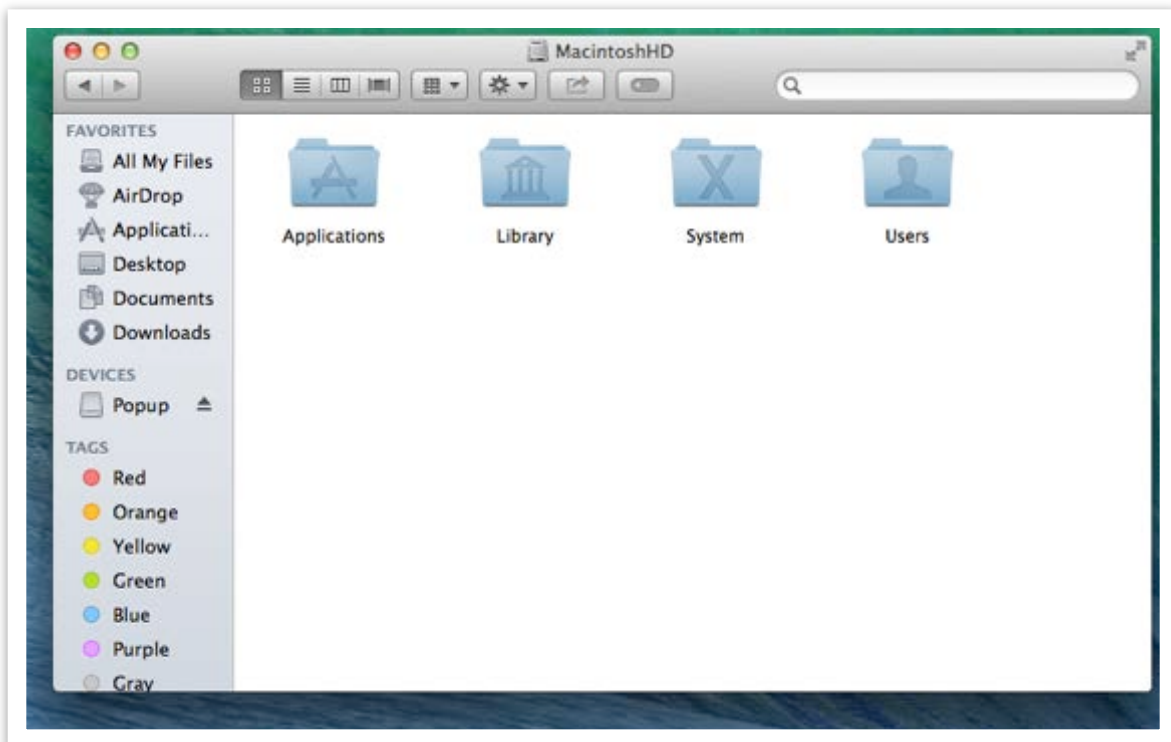 MacintoshHD
FAVORITES
All My Files
AirDrop
Applicati...
Desktop
Documents
Downloads
DEVICES
Popup
TAGS
Red
Orange
Yellow
Green
Blue
Purple
Gray
Applications Library System Users